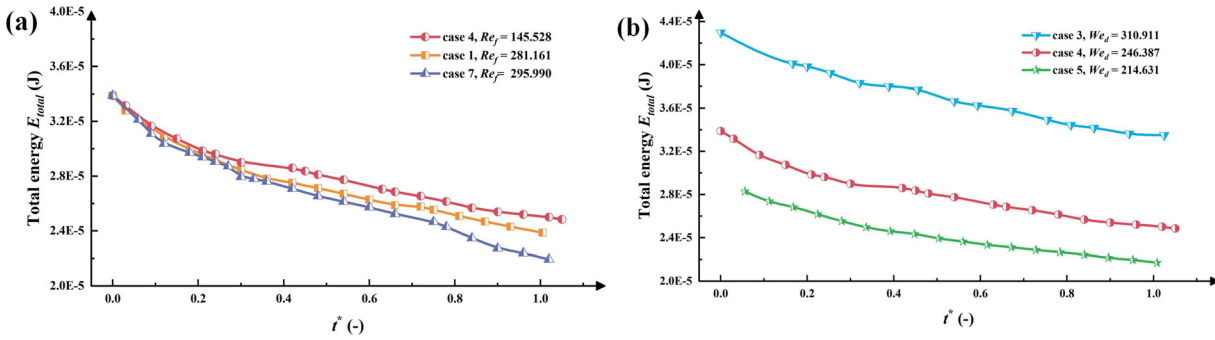 (a)
4.0E-5
3.6E-5
3.2E-5
2.8E-5
2.4E-5
2.0E-5
Total energy E_total (J)
case 4, Re_f = 145.528
case 1, Re_f = 281.161
case 7, Re_f= 295.990
0.0 0.2 0.4 0.6 0.8 1.0
t* (-)
(b)
4.4E-5
4.0E-5
3.6E-5
3.2E-5
2.8E-5
2.4E-5
2.0E-5
Total energy E_total (J)
case 3, We_d = 310.911
case 4, We_d = 246.387
case 5, We_d = 214.631
0.0 0.2 0.4 0.6 0.8 1.0
t* (-)